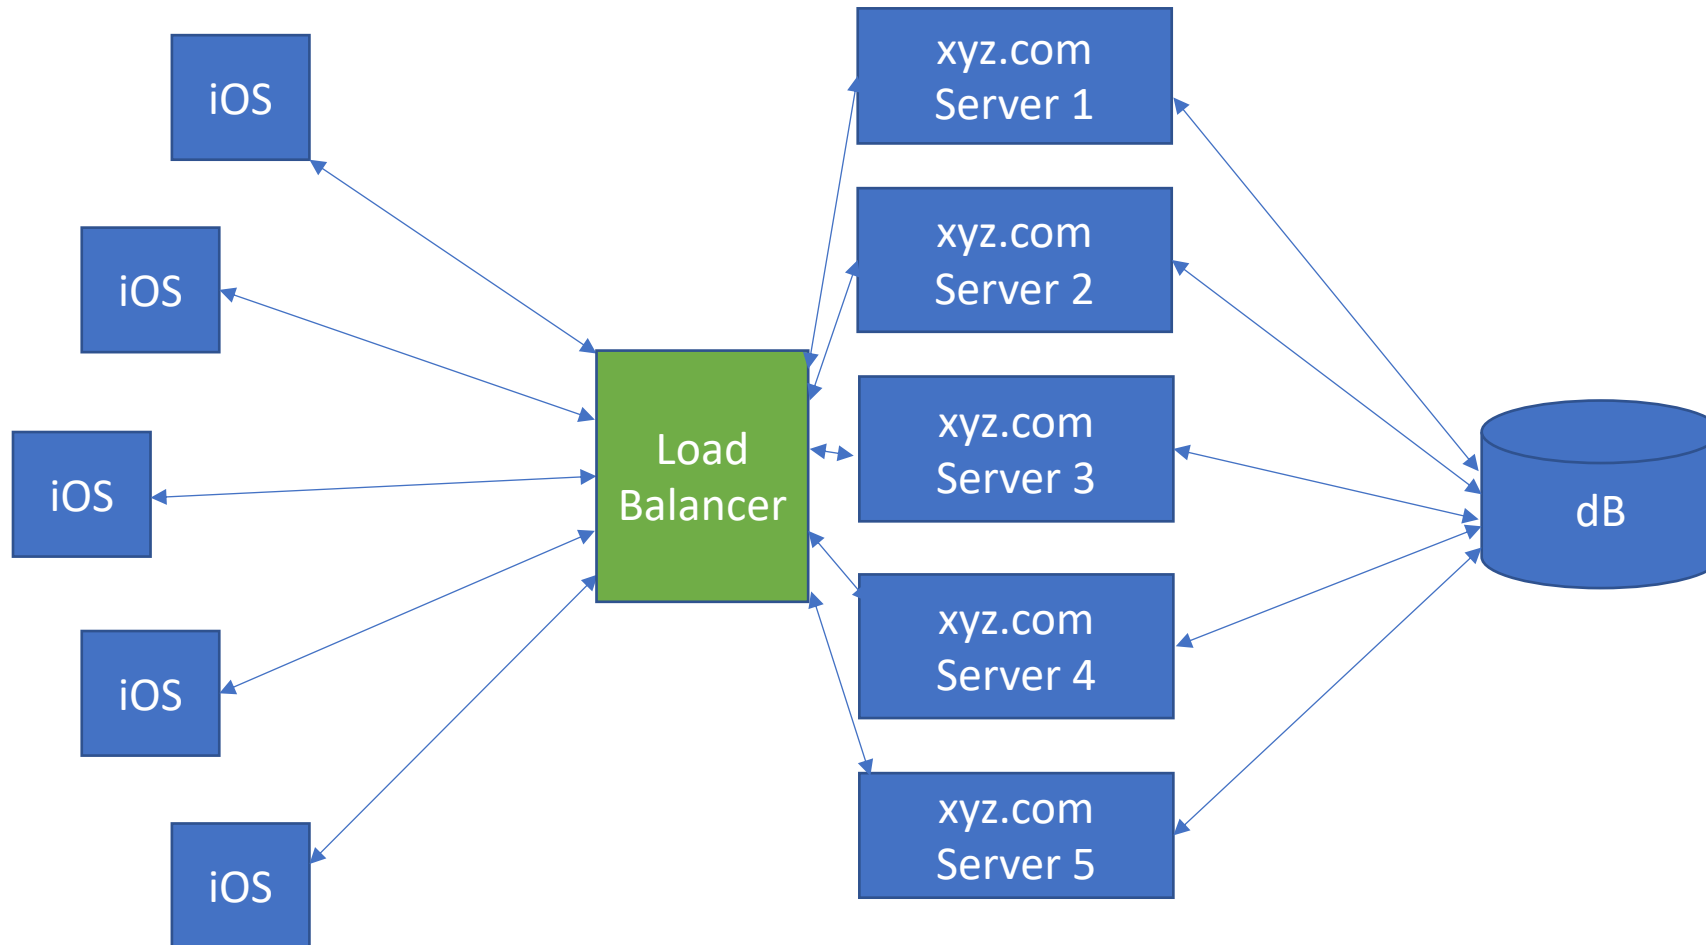 iOS
iOS
iOS
iOS
iOS
Load
Balancer
xyz.com
Server 1
xyz.com
Server 2
xyz.com
Server 3
xyz.com
Server 4
xyz.com
Server 5
dB